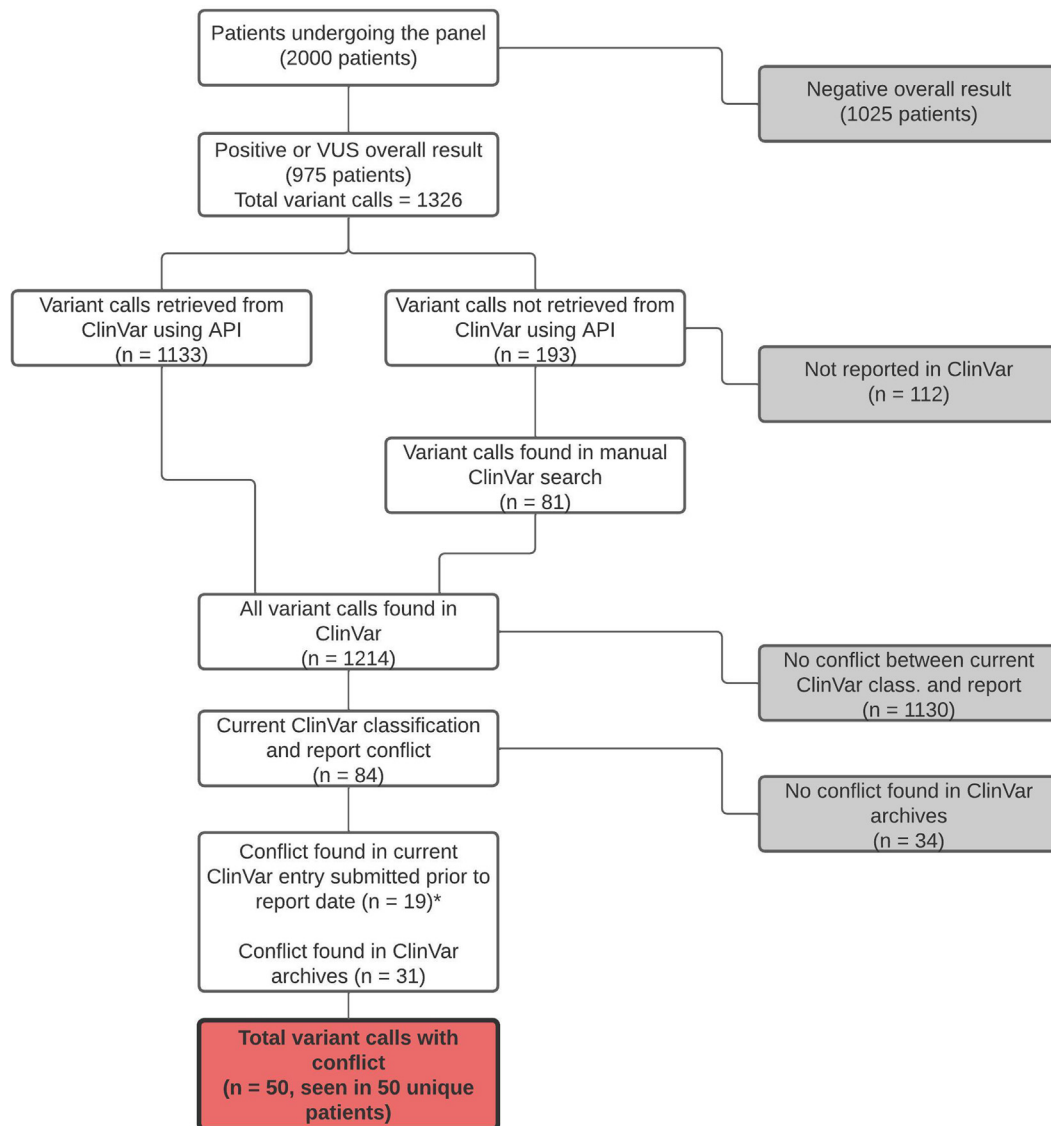 Patients undergoing the panel
(2000 patients)
Negative overall result
(1025 patients)
Positive or VUS overall result
(975 patients)
Total variant calls = 1326
Variant calls retrieved from
ClinVar using API
(n = 1133)
Variant calls not retrieved from
ClinVar using API
(n = 193)
Not reported in ClinVar
(n = 112)
Variant calls found in manual
ClinVar search
(n = 81)
All variant calls found in
ClinVar
(n = 1214)
No conflict between current
ClinVar class. and report
(n = 1130)
Current ClinVar classification
and report conflict
(n = 84)
No conflict found in ClinVar
archives
(n = 34)
Conflict found in current
ClinVar entry submitted prior to
report date (n = 19)*
Conflict found in ClinVar
archives (n = 31)
Total variant calls with
conflict
(n = 50, seen in 50 unique
patients)